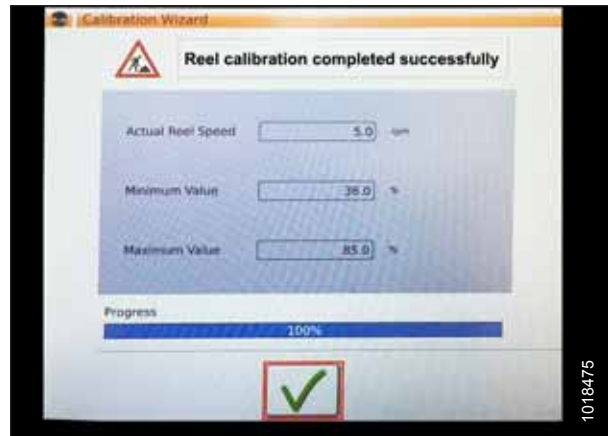 Calibration Wizard
Reel calibration completed successfully
Actual Reel Speed 5.0 rpm
Minimum Value 36.0 %
Maximum Value 85.0 %
Progress
100%
1018475